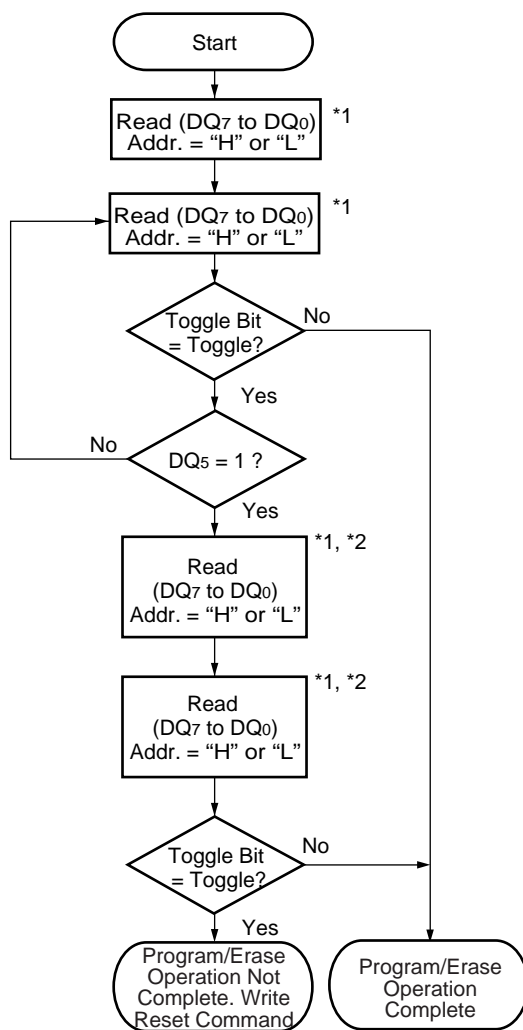 Start
Read (DQ7 to DQ0)
Addr. = “H” or “L”
*1
Read (DQ7 to DQ0)
Addr. = “H” or “L”
*1
Toggle Bit
= Toggle?
No
Yes
No
DQ5 = 1 ?
Yes
*1, *2
Read
(DQ7 to DQ0)
Addr. = “H” or “L”
*1, *2
Read
(DQ7 to DQ0)
Addr. = “H” or “L”
Toggle Bit
= Toggle?
No
Yes
Program/Erase
Operation Not
Complete. Write
Reset Command
Program/Erase
Operation
Complete